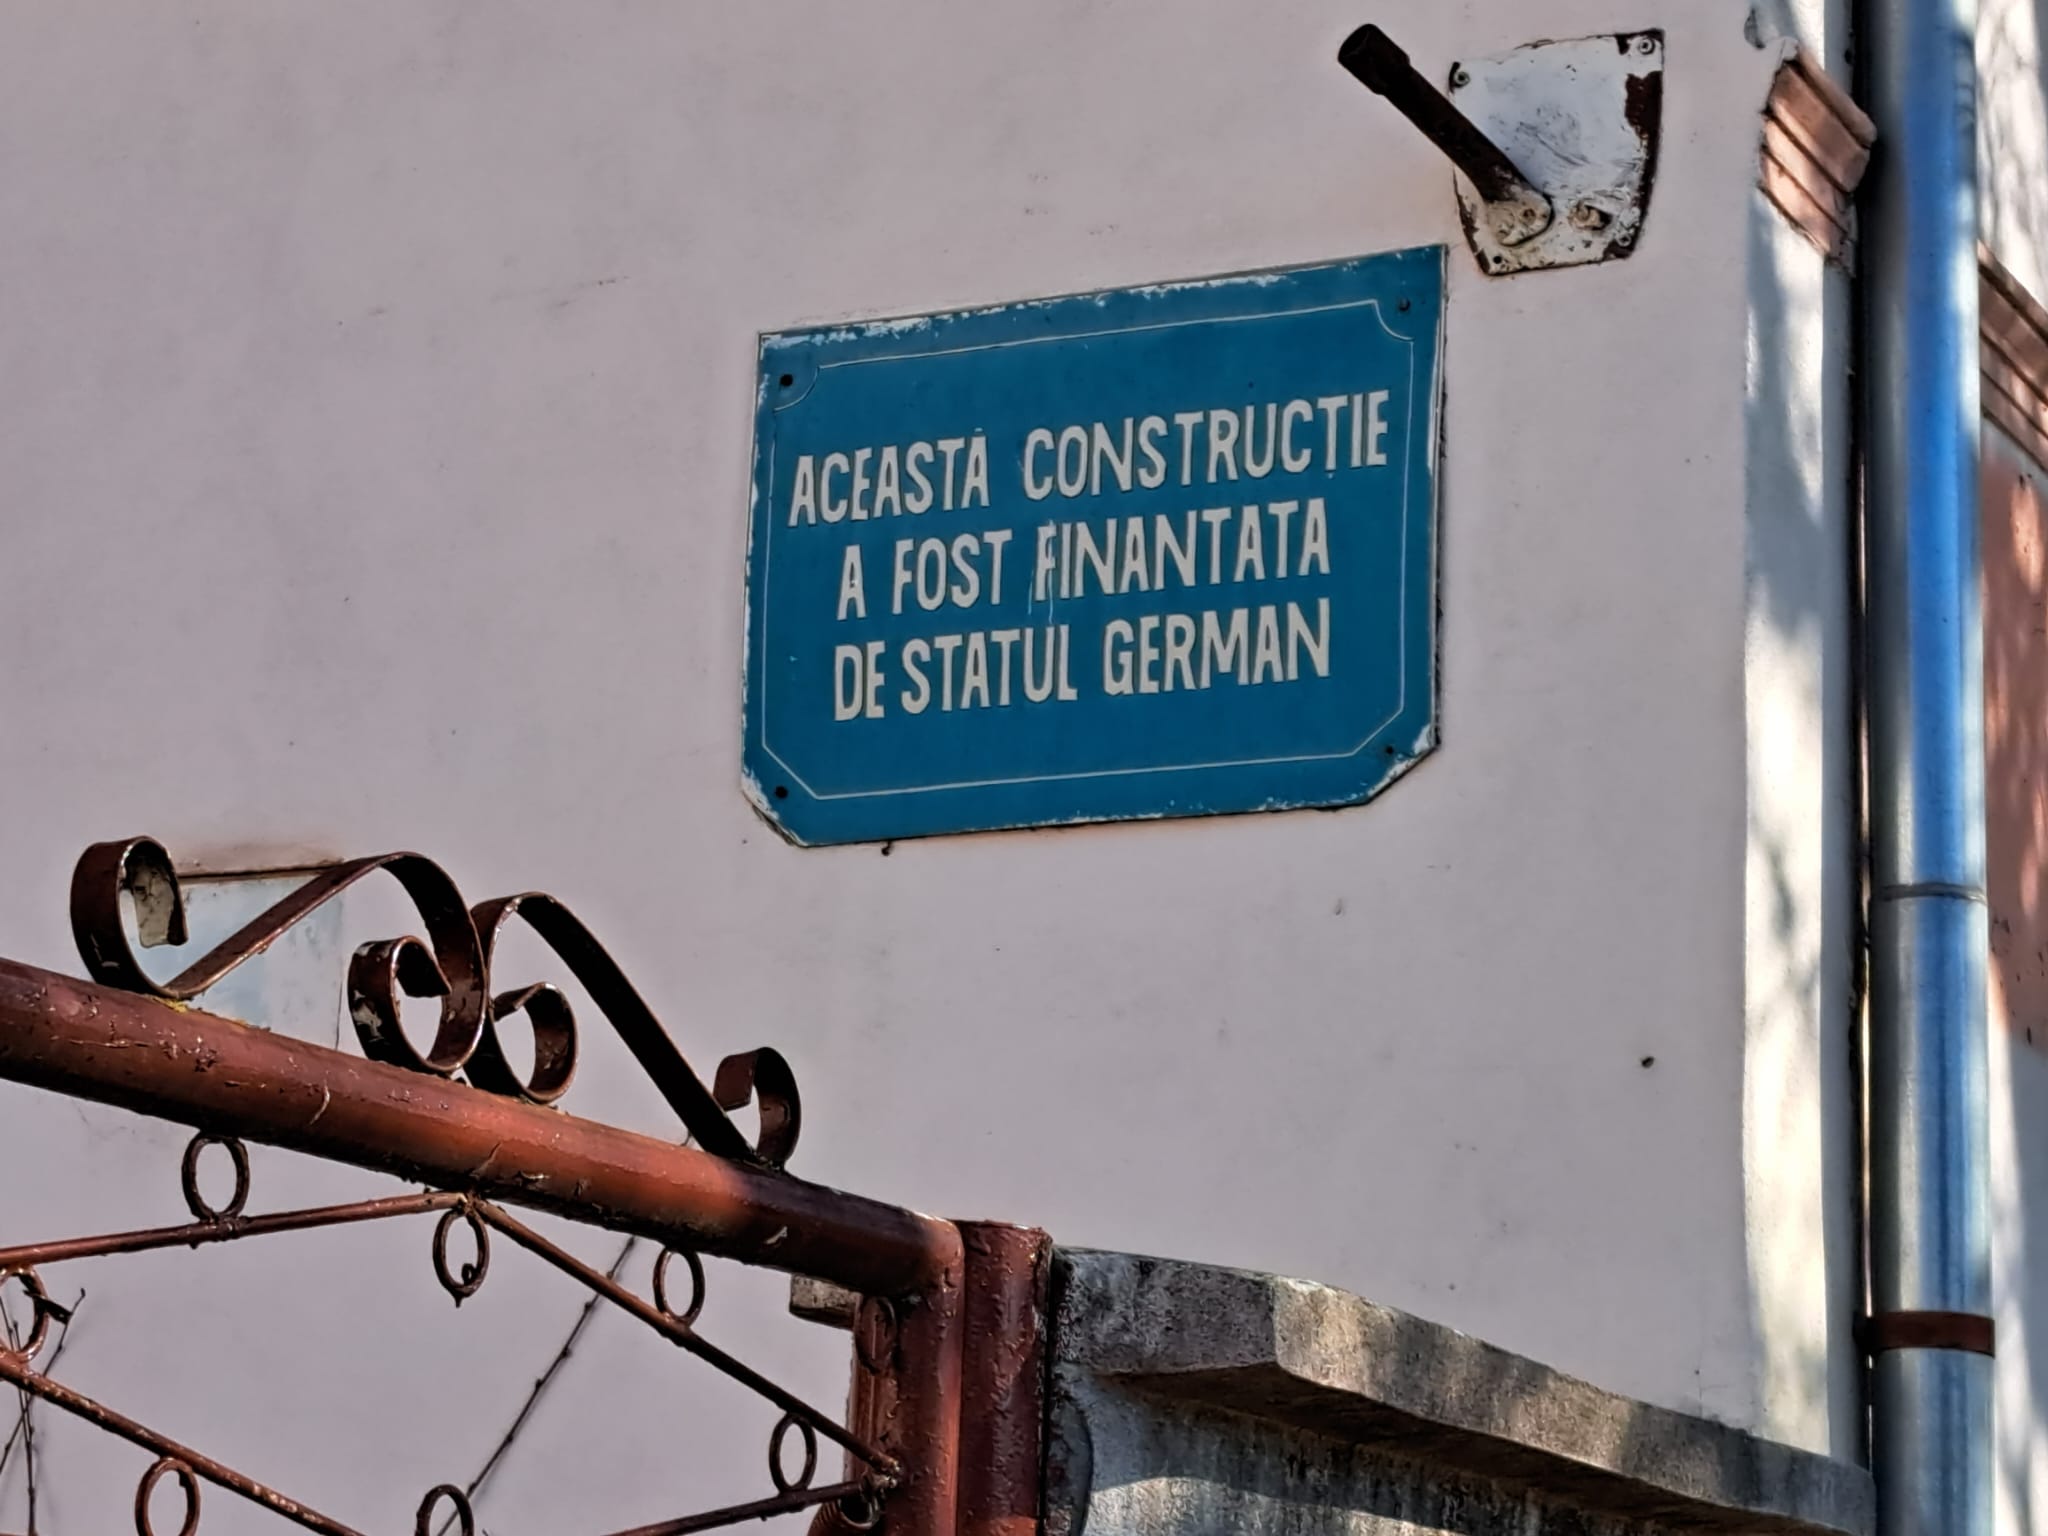 ACEASTĂ CONSTRUCȚIE
A FOST FINANTATA
DE STATUL GERMAN